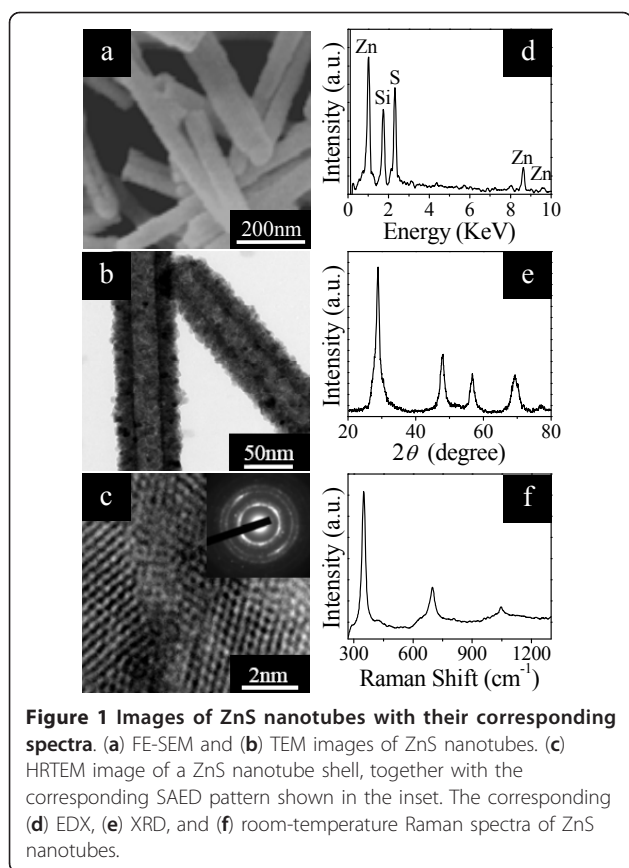 a
200nm
b
50nm
c
2nm
d
Zn
Si
S
Zn
Zn
Intensity (a.u.)
0 2 4 6 8 10
Energy (KeV)
e
Intensity (a.u.)
20 40 60 80
2θ (degree)
f
Intensity (a.u.)
300 600 900 1200
Raman Shift (cm⁻¹)
Figure 1 Images of ZnS nanotubes with their corresponding
spectra. (a) FE-SEM and (b) TEM images of ZnS nanotubes. (c)
HRTEM image of a ZnS nanotube shell, together with the
corresponding SAED pattern shown in the inset. The corresponding
(d) EDX, (e) XRD, and (f) room-temperature Raman spectra of ZnS
nanotubes.